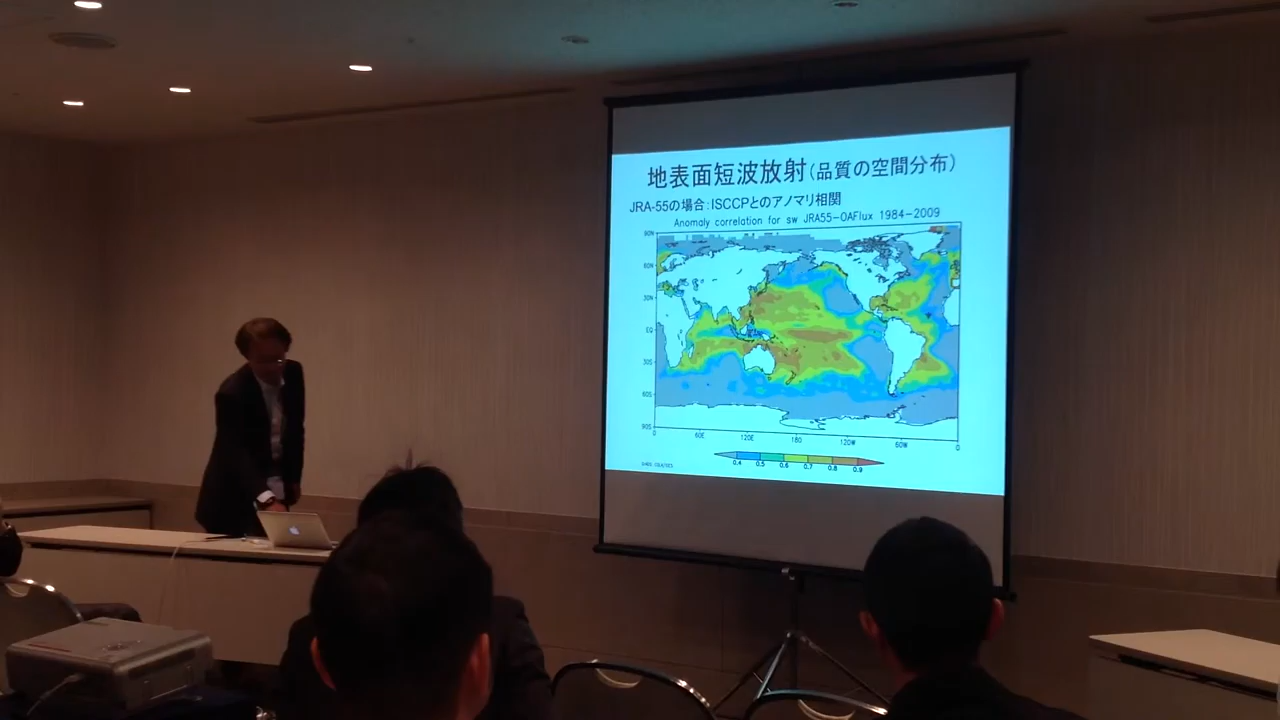 地表面短波放射(品質の空間分布)
JRA-55の場合:ISCCPとのアノマリ相関
Anomaly correlation for sw JRA55-OAFlux 1984-2009
90N
60N
30N
EQ
30S
60S
90S
0 60E 120E 180 120W 60W 0
0.4 0.5 0.6 0.7 0.8 0.9